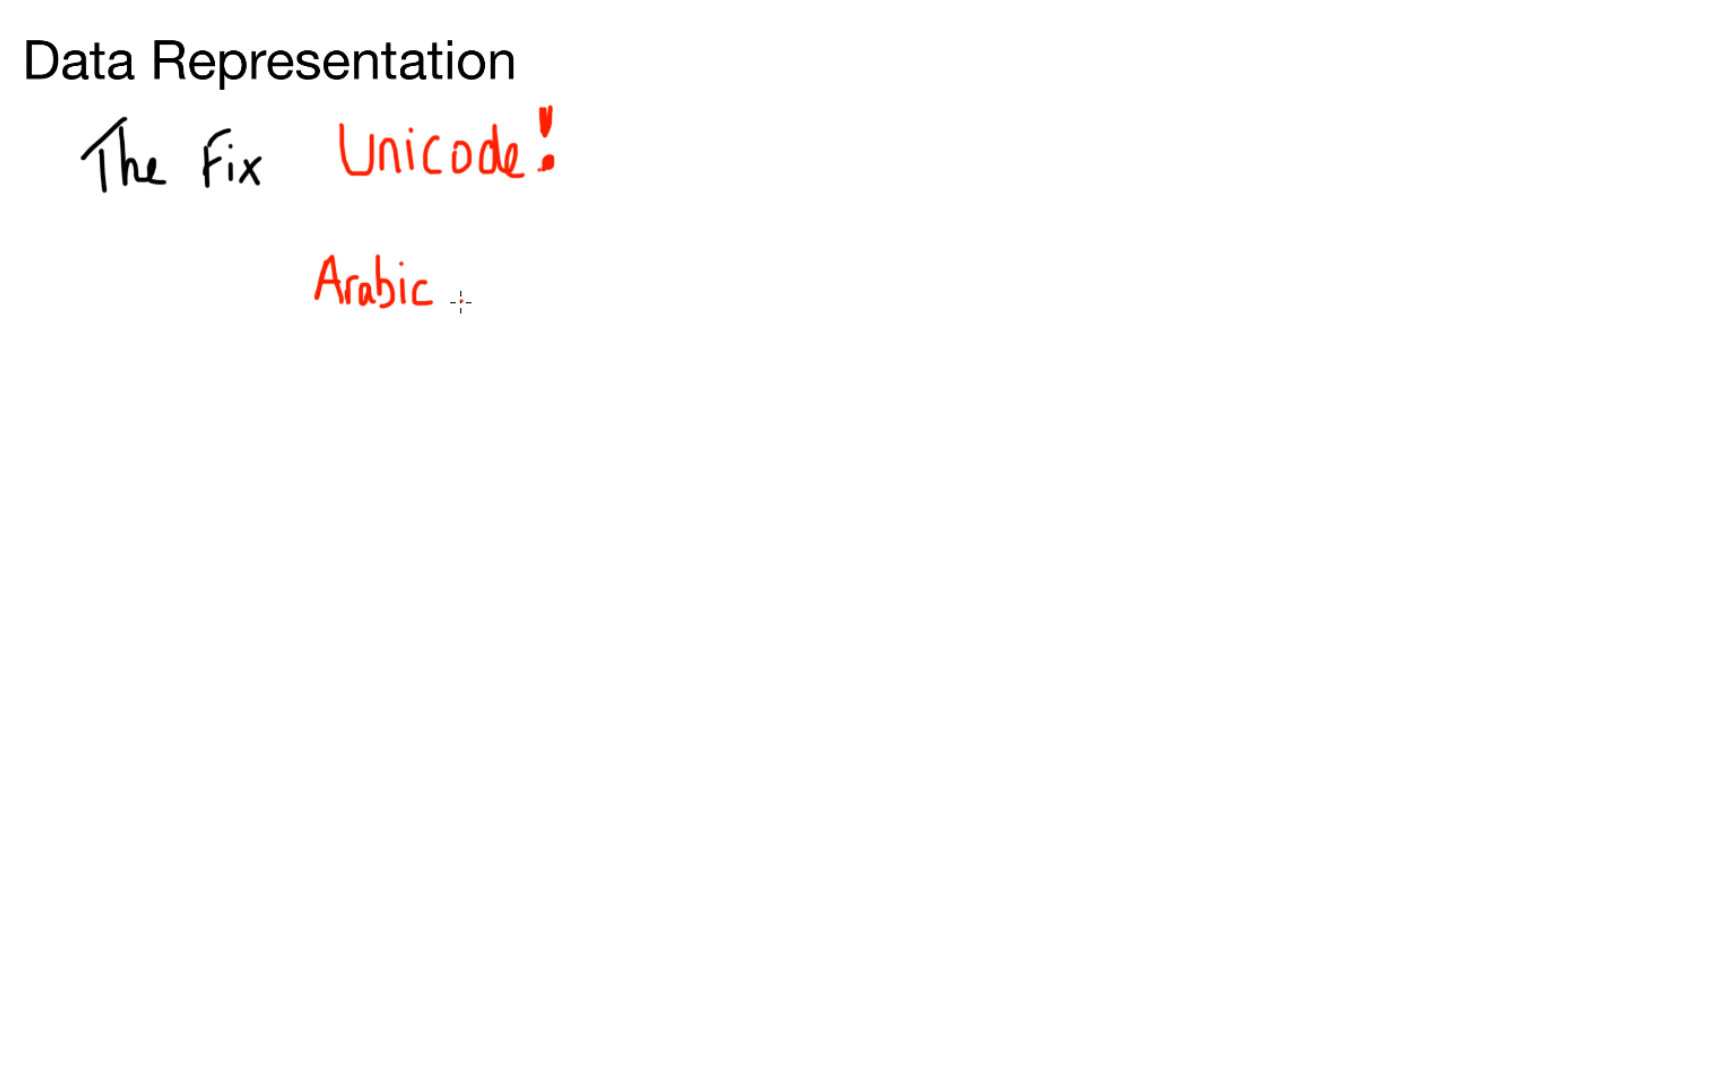 Data Representation
The Fix Unicode!
Arabic